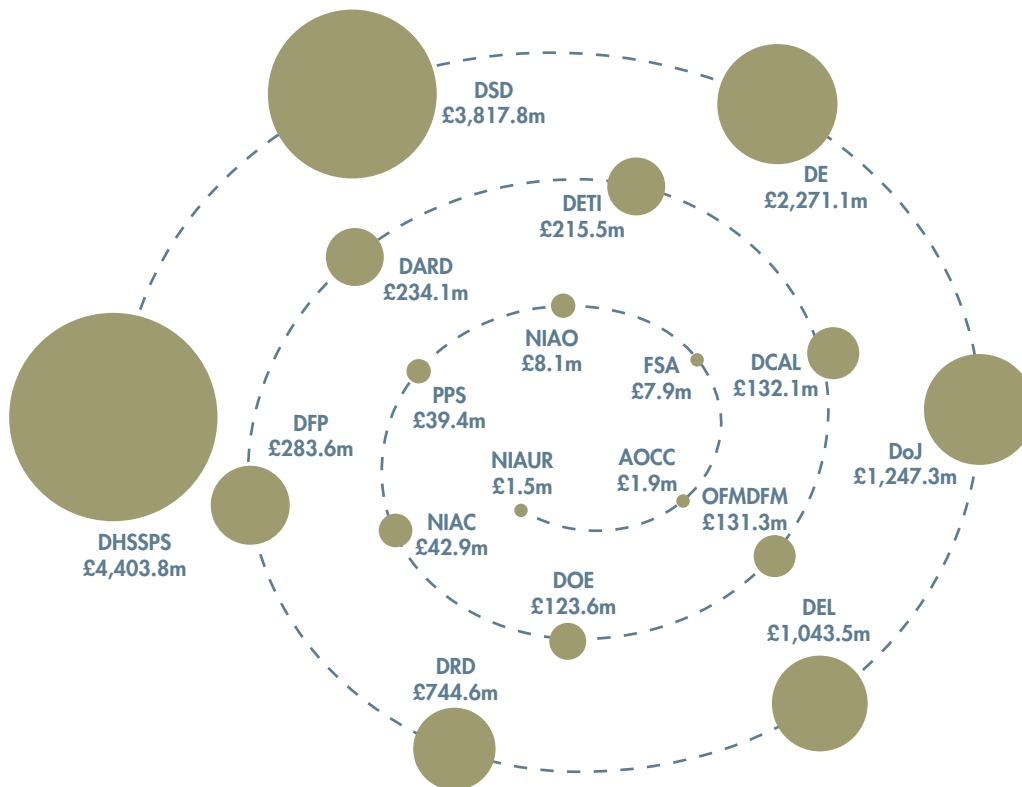 DSD
£3,817.8m
DE
£2,271.1m
DETI
£215.5m
DARD
£234.1m
NIAO
£8.1m
FSA
£7.9m
DCAL
£132.1m
PPS
£39.4m
DFP
£283.6m
DoJ
£1,247.3m
NIAUR
£1.5m
AOCC
£1.9m
OFMDFM
£131.3m
NIAC
£42.9m
DHSSPS
£4,403.8m
DOE
£123.6m
DEL
£1,043.5m
DRD
£744.6m